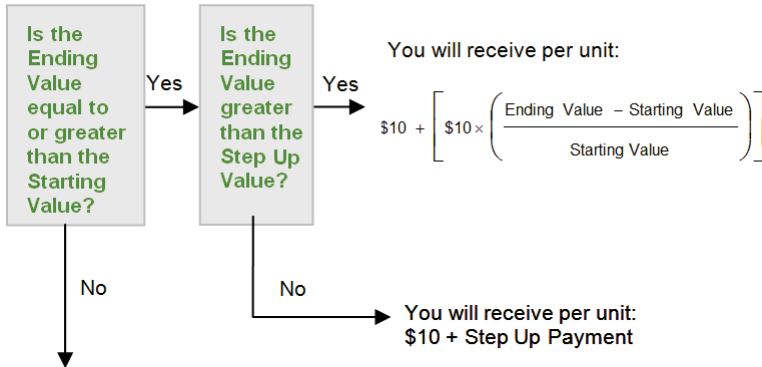 Is the
Ending
Value
equal to
or greater
than the
Starting
Value?
Yes
Is the
Ending
Value
greater
than the
Step Up
Value?
Yes
You will receive per unit:
$10 + [ $10 × ( Ending Value – Starting Value / Starting Value ) ]
No
No
You will receive per unit:
$10 + Step Up Payment